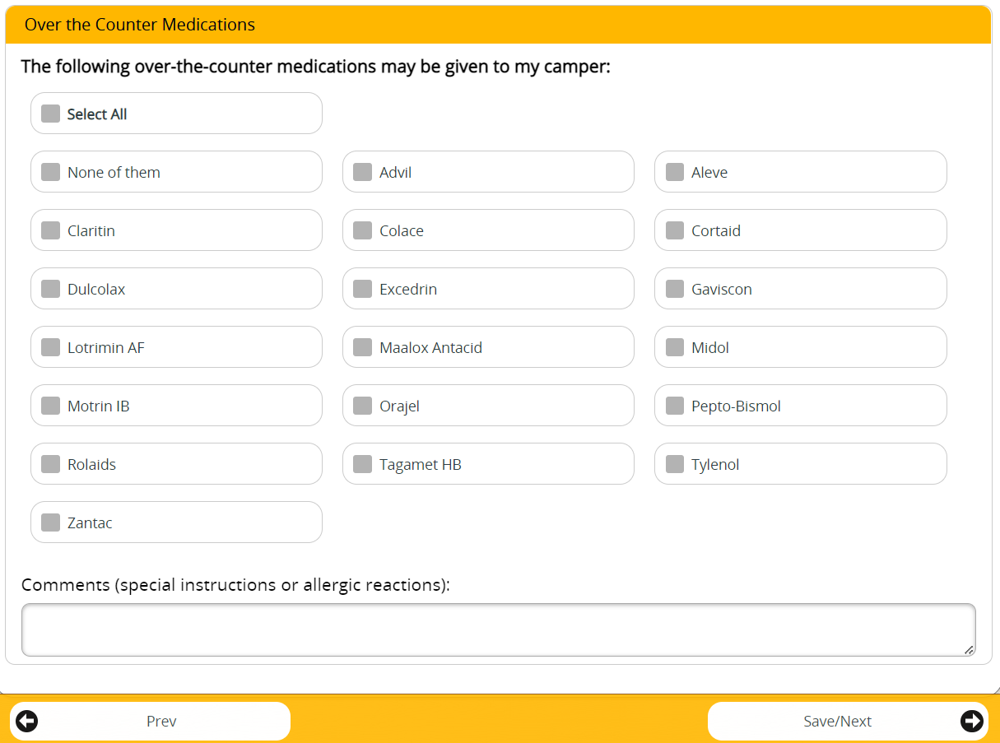 Over the Counter Medications
The following over-the-counter medications may be given to my camper:
Select All
None of them Advil Aleve
Claritin Colace Cortaid
Dulcolax Excedrin Gaviscon
Lotrimin AF Maalox Antacid Midol
Motrin IB Orajel Pepto-Bismol
Rolaids Tagamet HB Tylenol
Zantac
Comments (special instructions or allergic reactions):
Prev Save/Next